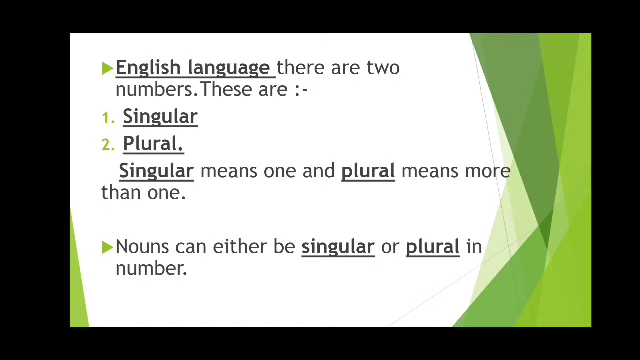 English language there are two
numbers.These are :-
1. Singular
2. Plural.
Singular means one and plural means more
than one.
Nouns can either be singular or plural in
number.